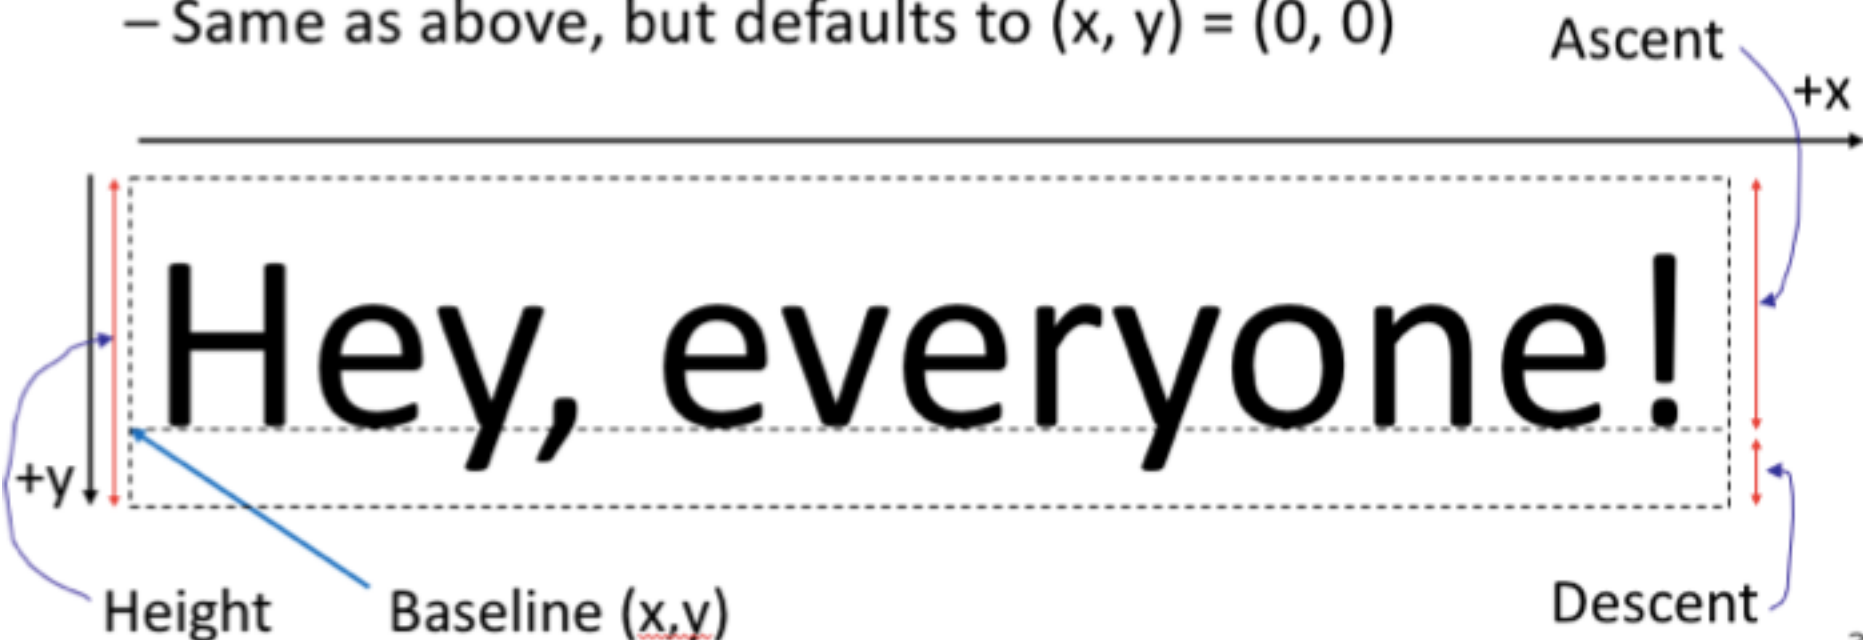 – Same as above, but defaults to (x, y) = (0, 0)
Ascent
+x
Hey, everyone!
+y
Height
Baseline (x,y)
Descent